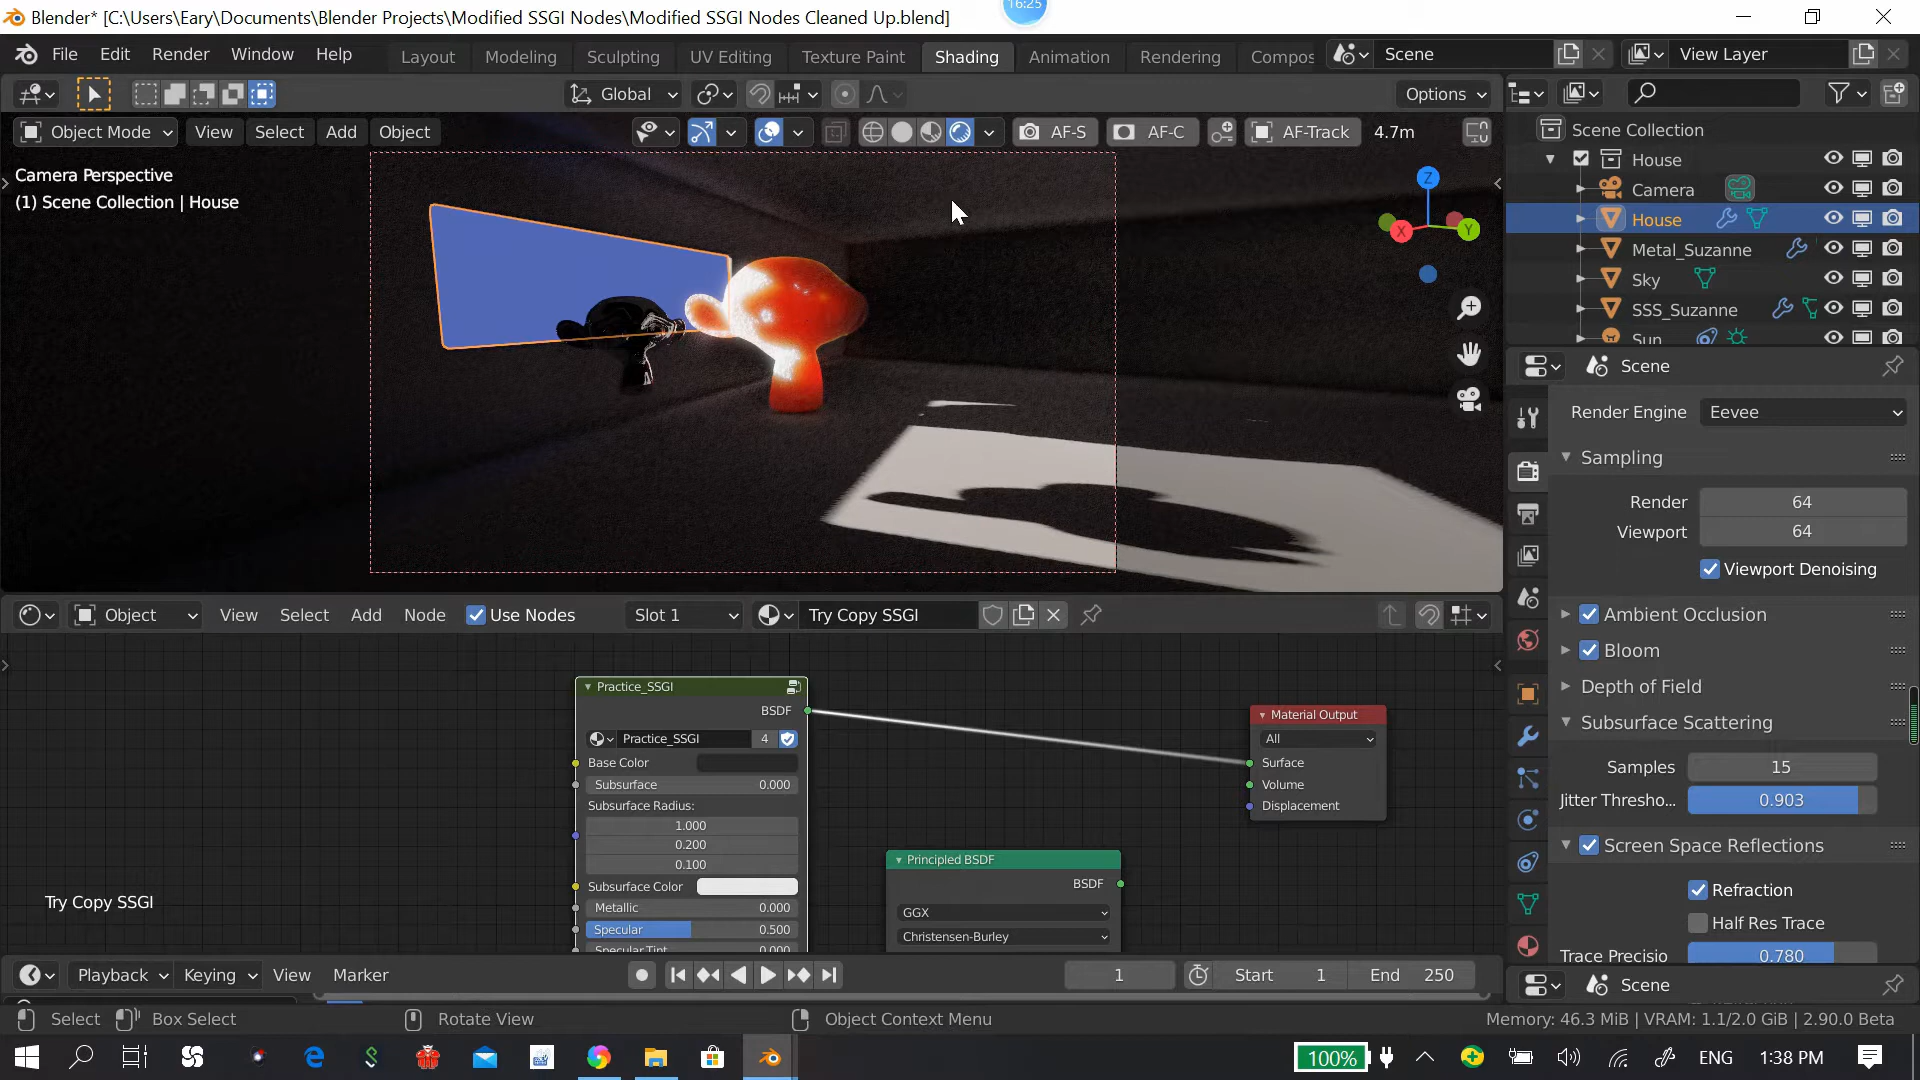 16:25
Blender* [C:\Users\Eary\Documents\Blender Projects\Modified SSGI Nodes\Modified SSGI Nodes Cleaned Up.blend]
File Edit Render Window Help Layout Modeling Sculpting UV Editing Texture Paint Shading Animation Rendering Compos Scene View Layer
Global Options
Object Mode View Select Add Object AF-S AF-C AF-Track 4.7m
Camera Perspective
(1) Scene Collection | House
Z
X
Y
Scene Collection
House
Camera
House
Metal_Suzanne
Sky
SSS_Suzanne
Sun
Scene
Render Engine Eevee
Sampling
Render 64
Viewport 64
Viewport Denoising
Ambient Occlusion
Bloom
Depth of Field
Subsurface Scattering
Samples 15
Jitter Thresho... 0.903
Screen Space Reflections
Refraction
Half Res Trace
Trace Precisio 0.780
Scene
Object View Select Add Node Use Nodes Slot 1 Try Copy SSGI
Practice_SSGI
BSDF
Practice_SSGI 4
Base Color
Subsurface 0.000
Subsurface Radius:
1.000
0.200
0.100
Subsurface Color
Metallic 0.000
Specular 0.500
Specular Tint 0.000
Principled BSDF
BSDF
GGX
Christensen-Burley
Material Output
All
Surface
Volume
Displacement
Try Copy SSGI
Playback Keying View Marker 1 Start 1 End 250
Select Box Select Rotate View Object Context Menu Memory: 46.3 MiB | VRAM: 1.1/2.0 GiB | 2.90.0 Beta
100% ENG 1:38 PM